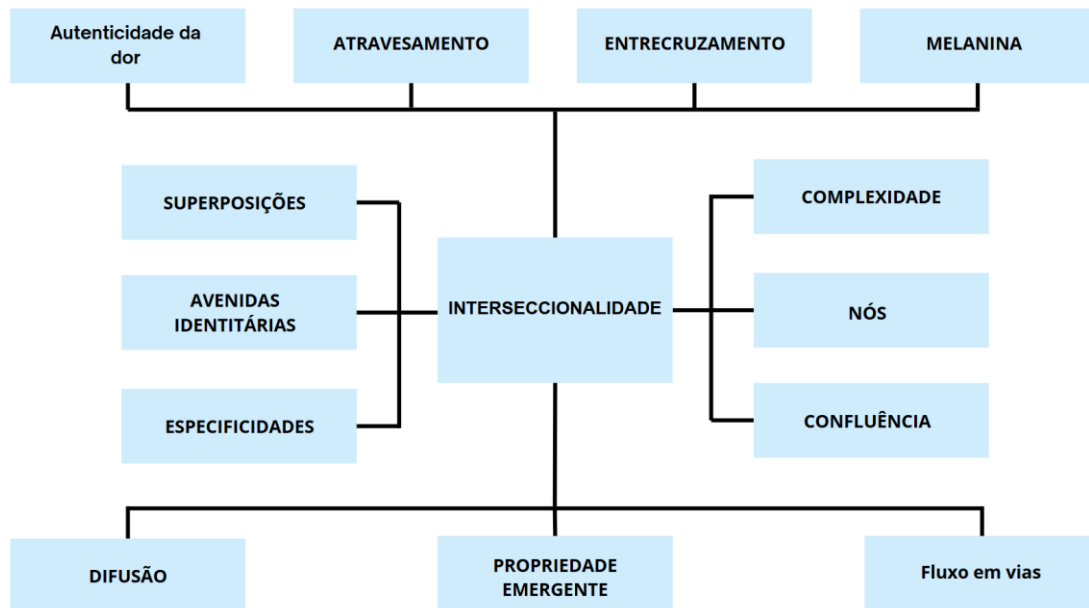 Autenticidade da
dor
ATRAVESAMENTO
ENTRECRUZAMENTO
MELANINA
SUPERPOSIÇÕES
AVENIDAS
IDENTITÁRIAS
ESPECIFICIDADES
INTERSECCIONALIDADE
COMPLEXIDADE
NÓS
CONFLUÊNCIA
DIFUSÃO
PROPRIEDADE
EMERGENTE
Fluxo em vias